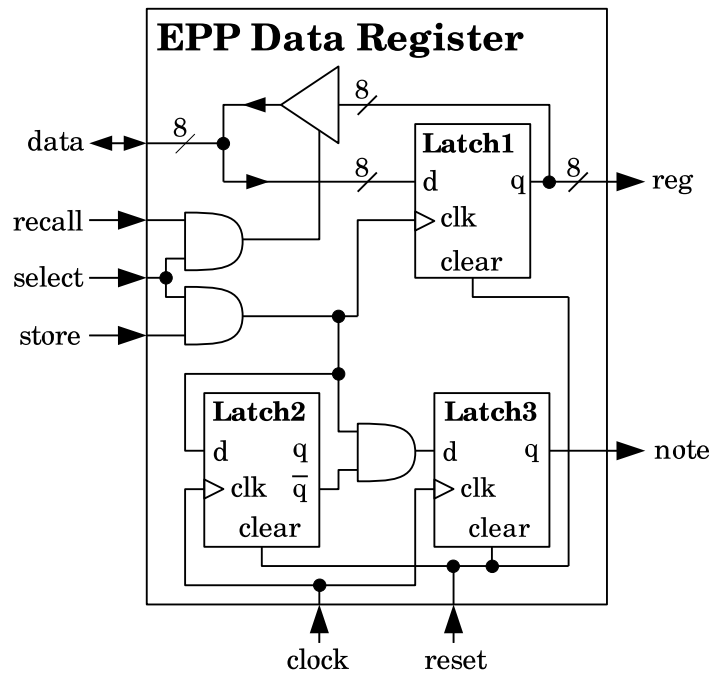 EPP Data Register
8
8
data
Latch1
8
8
d
q
reg
recall
clk
select
clear
store
Latch2
Latch3
d
q
d
q
note
clk
q
clk
clear
clear
clock
reset